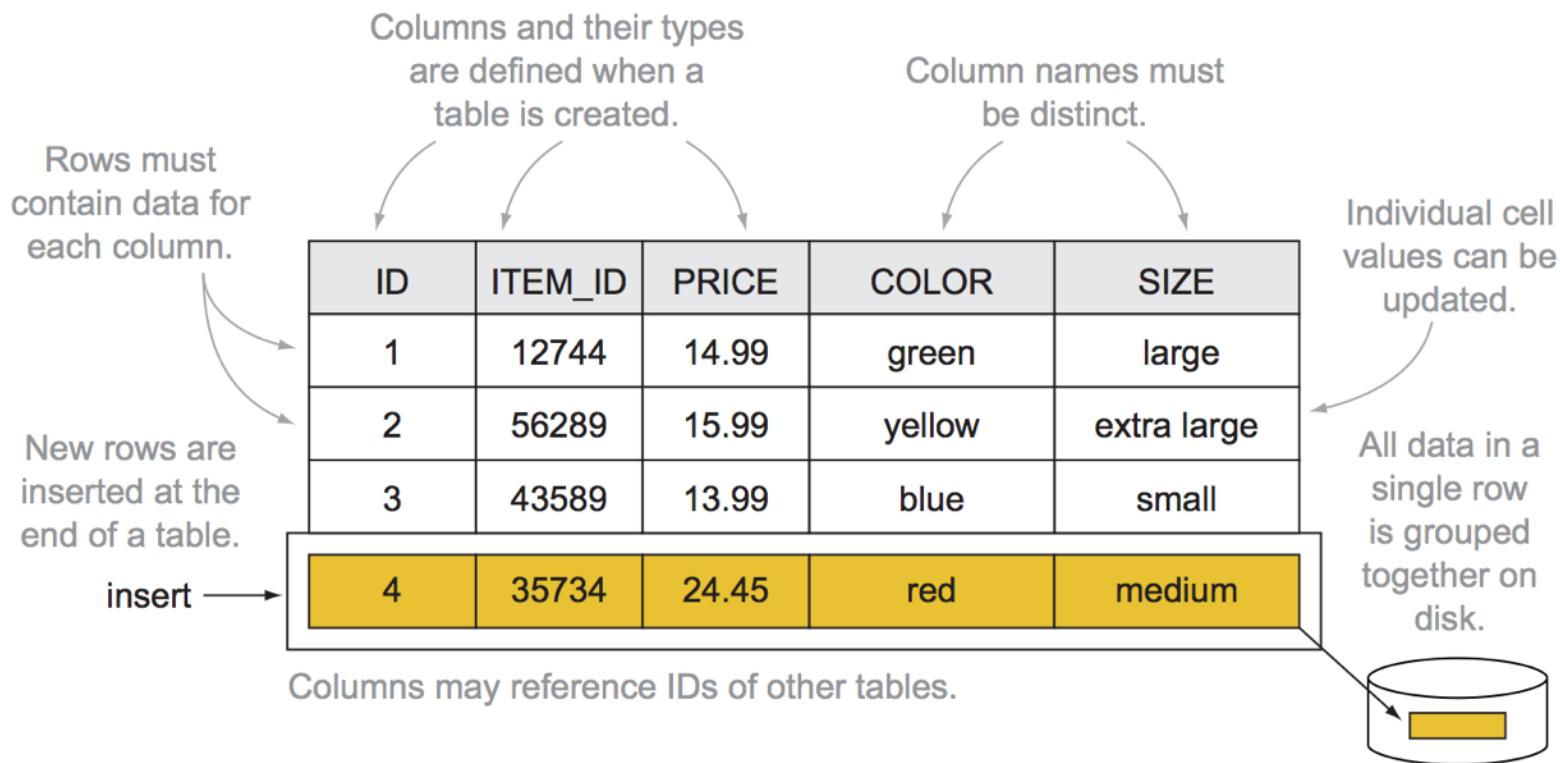 Columns and their types
are defined when a
table is created.
Column names must
be distinct.
Rows must
contain data for
each column.
Individual cell
values can be
updated.
ID ITEM_ID PRICE COLOR SIZE
1 12744 14.99 green large
2 56289 15.99 yellow extra large
3 43589 13.99 blue small
New rows are
inserted at the
end of a table.
All data in a
single row
is grouped
together on
disk.
insert
4 35734 24.45 red medium
Columns may reference IDs of other tables.